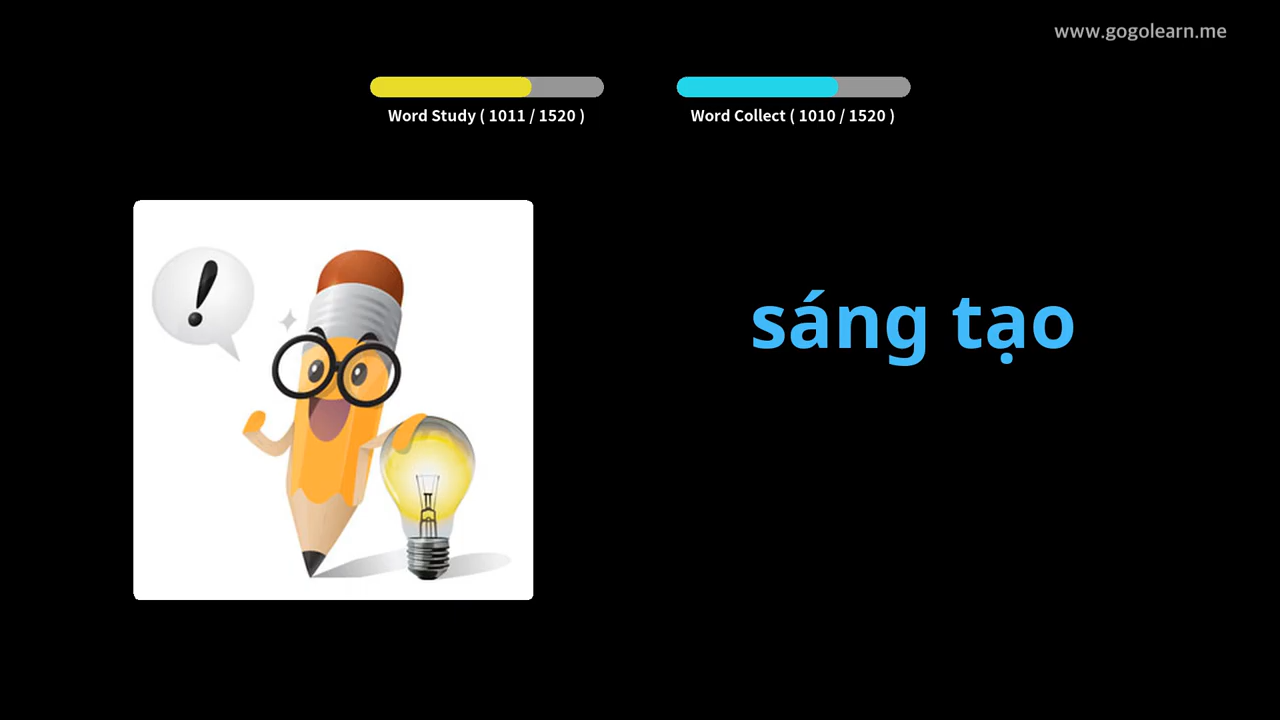 www.gogolearn.me
Word Study ( 1011 / 1520 )
Word Collect ( 1010 / 1520 )
!
sáng tạo